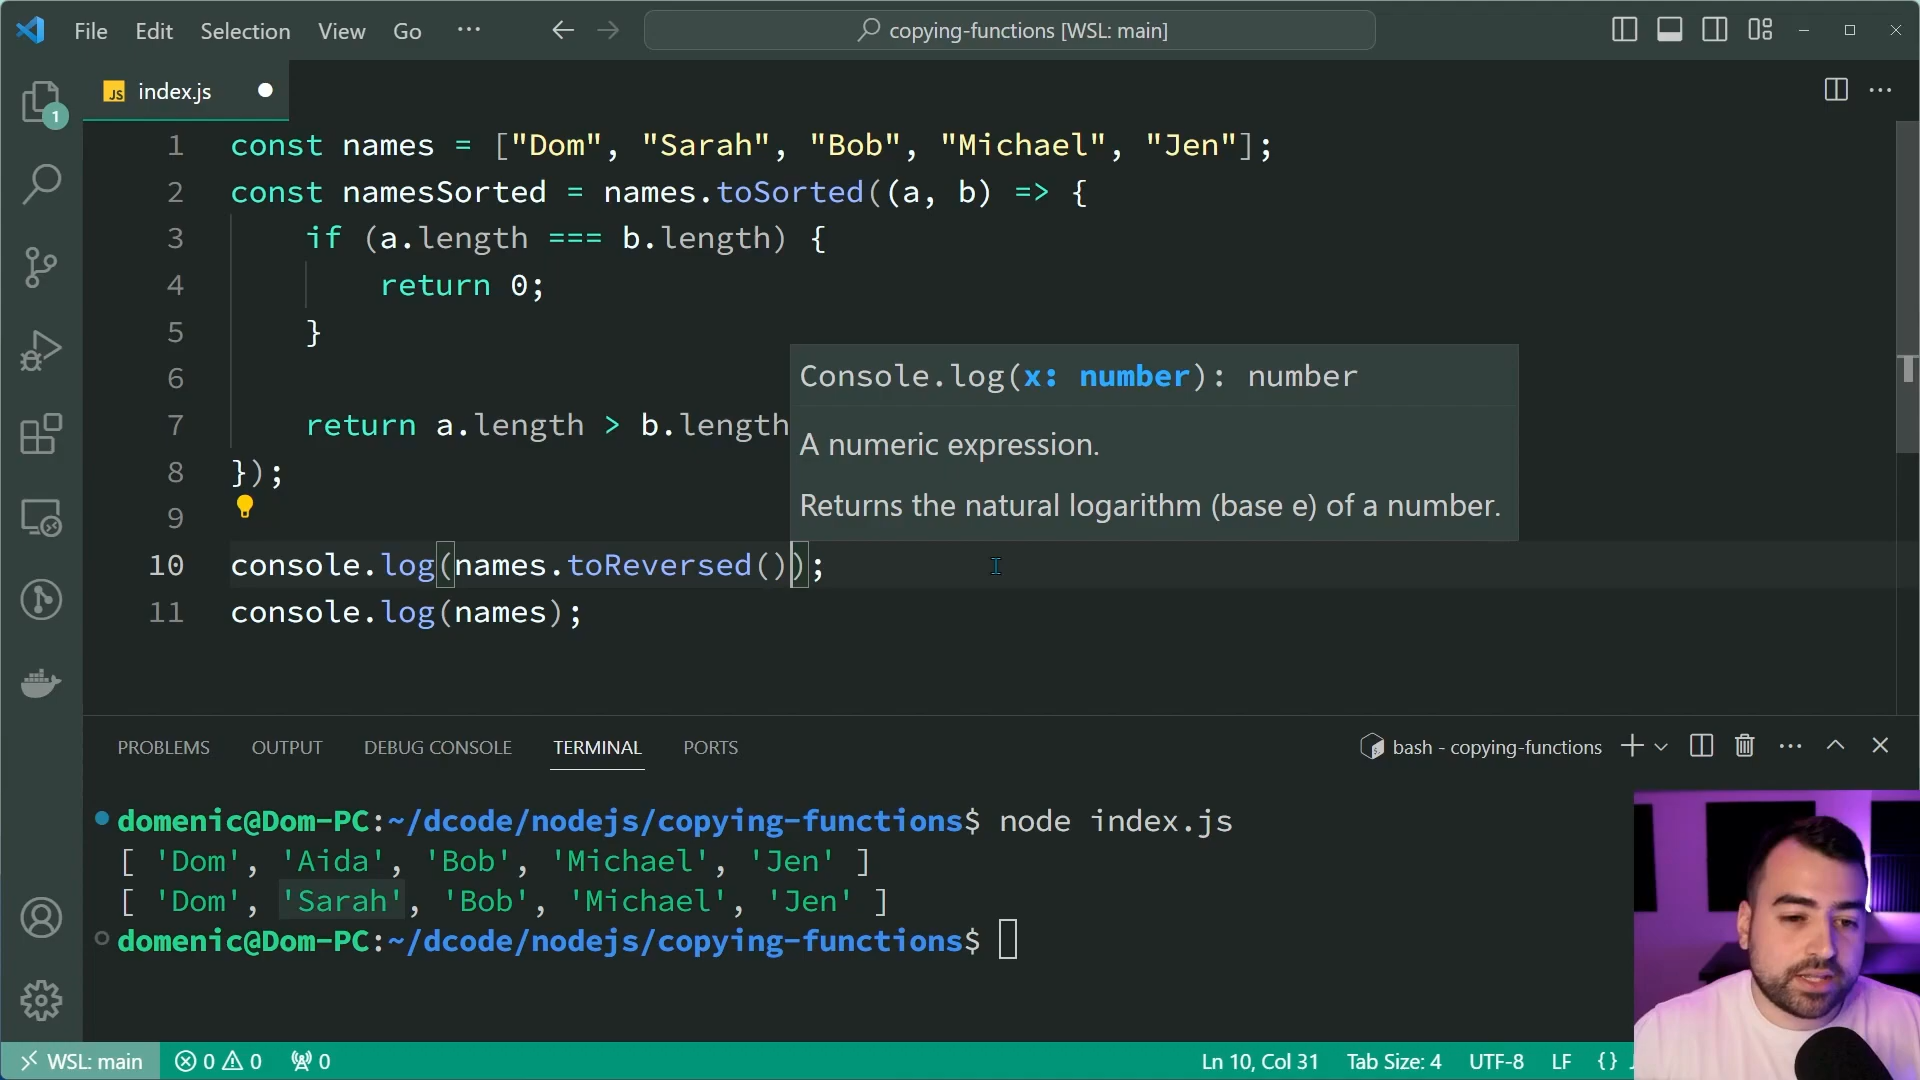 File Edit Selection View Go ··· copying-functions [WSL: main]
1
JS index.js
1 const names = ["Dom", "Sarah", "Bob", "Michael", "Jen"];
2 const namesSorted = names.toSorted((a, b) => {
3 if (a.length === b.length) {
4 return 0;
5 }
6
7 return a.length > b.length
8 });
9
10 console.log(names.toReversed());
11 console.log(names);
Console.log(x: number): number
A numeric expression.
Returns the natural logarithm (base e) of a number.
PROBLEMS OUTPUT DEBUG CONSOLE TERMINAL PORTS bash - copying-functions
domenic@Dom-PC:~/dcode/nodejs/copying-functions$ node index.js
[ 'Dom', 'Aida', 'Bob', 'Michael', 'Jen' ]
[ 'Dom', 'Sarah', 'Bob', 'Michael', 'Jen' ]
domenic@Dom-PC:~/dcode/nodejs/copying-functions$
WSL: main 0 0 0 Ln 10, Col 31 Tab Size: 4 UTF-8 LF {}